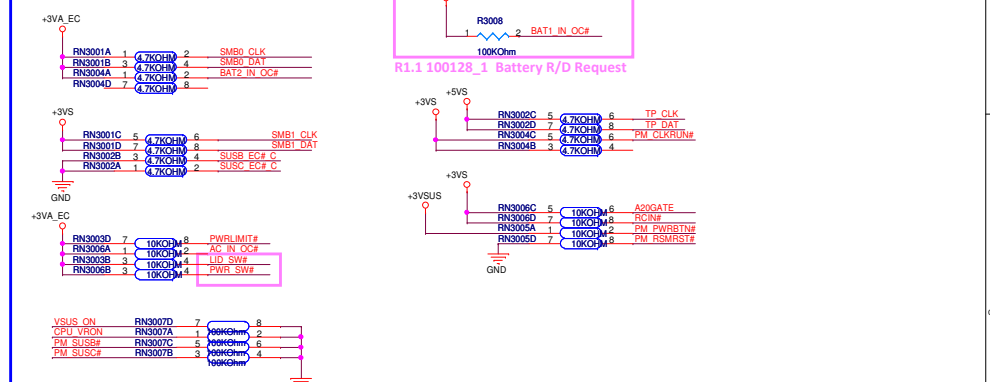 +3VA_EC
RN3001A 1 4.7KOHM 2 SMB0_CLK
RN3001B 3 4.7KOHM 4 SMB0_DAT
RN3004A 1 4.7KOHM 2 BAT2_IN_OC#
RN3004D 7 4.7KOHM 8
+3VS
RN3001C 5 4.7KOHM 6 SMB1_CLK
RN3001D 7 4.7KOHM 8 SMB1_DAT
RN3002B 3 4.7KOHM 4 SUSB_EC#_C
RN3002A 1 4.7KOHM 2 SUSC_EC#_C
GND
+3VA_EC
RN3003D 7 10KOHM 8 PWRLIMIT#
RN3006A 1 10KOHM 2 AC_IN_OC#
RN3003B 3 10KOHM 4 LID_SW#
RN3006B 3 10KOHM 4 PWR_SW#
VSUS_ON RN3007D 7 100KOhm 8
CPU_VRON RN3007A 1 100KOhm 2
PM_SUSB# RN3007C 5 100KOhm 6
PM_SUSC# RN3007B 3 100KOhm 4
R3008
1 2 BAT1_IN_OC#
100KOhm
R1.1 100128_1 Battery R/D Request
+5VS
+3VS
RN3002C 5 4.7KOHM 6 TP_CLK
RN3002D 7 4.7KOHM 8 TP_DAT
RN3004C 5 4.7KOHM 6 PM_CLKRUN#
RN3004B 3 4.7KOHM 4
+3VS
+3VSUS
RN3006C 5 10KOHM 6 A20GATE
RN3006D 7 10KOHM 8 RCIN#
RN3005A 1 10KOHM 2 PM_PWRBTN#
RN3005D 7 10KOHM 8 PM_RSMRST#
GND